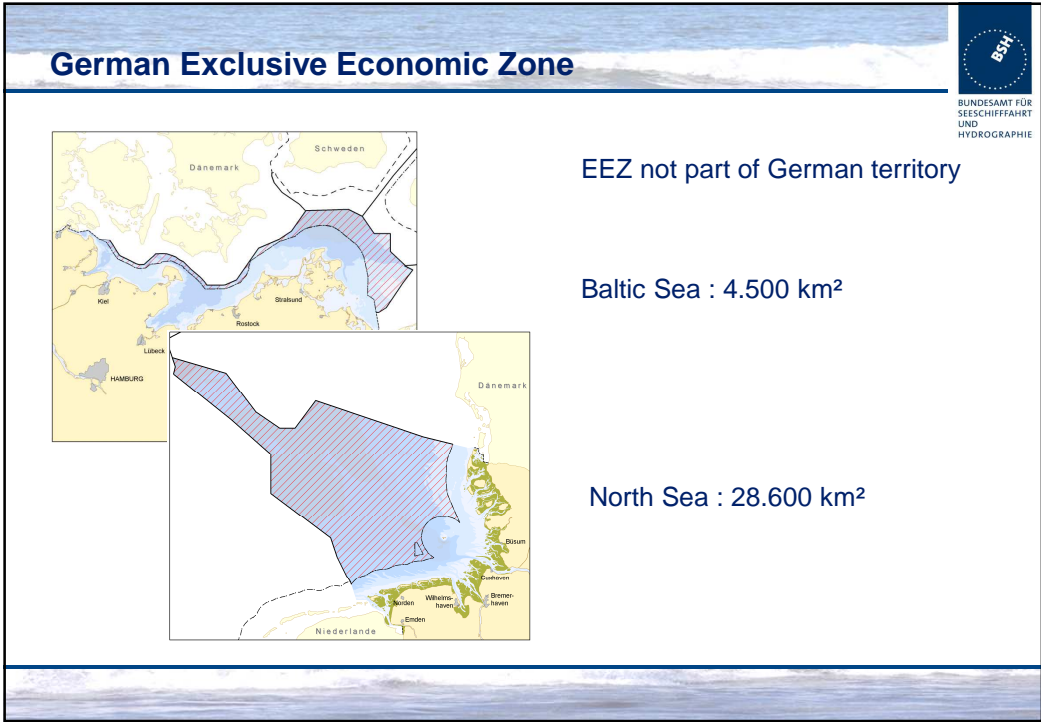 German Exclusive Economic Zone
BSH
BUNDESAMT FÜR
SEESCHIFFFAHRT
UND
HYDROGRAPHIE
EEZ not part of German territory
Baltic Sea : 4.500 km²
North Sea : 28.600 km²
Schweden
Dänemark
Kiel
Stralsund
Rostock
Lübeck
HAMBURG
Dänemark
Büsum
Cuxhaven
Wilhelms-
haven
Bremer-
haven
Norden
Emden
Niederlande